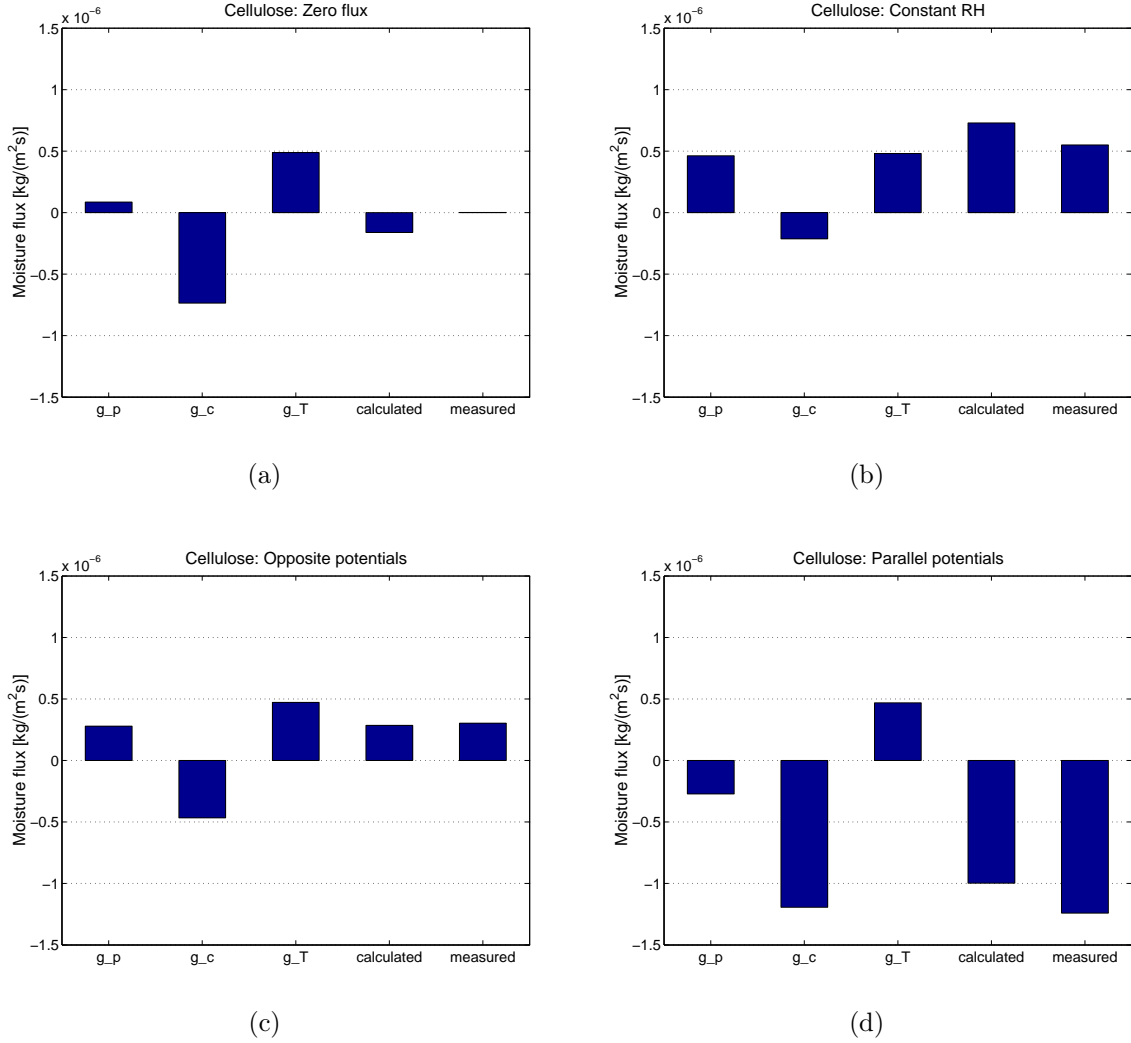 Cellulose: Zero flux
x 10⁻⁶
1.5
1
0.5
0
−0.5
−1
−1.5
Moisture flux [kg/(m²s)]
g_p g_c g_T calculated measured
(a)
Cellulose: Constant RH
x 10⁻⁶
1.5
1
0.5
0
−0.5
−1
−1.5
Moisture flux [kg/(m²s)]
g_p g_c g_T calculated measured
(b)
Cellulose: Opposite potentials
x 10⁻⁶
1.5
1
0.5
0
−0.5
−1
−1.5
Moisture flux [kg/(m²s)]
g_p g_c g_T calculated measured
(c)
Cellulose: Parallel potentials
x 10⁻⁶
1.5
1
0.5
0
−0.5
−1
−1.5
Moisture flux [kg/(m²s)]
g_p g_c g_T calculated measured
(d)